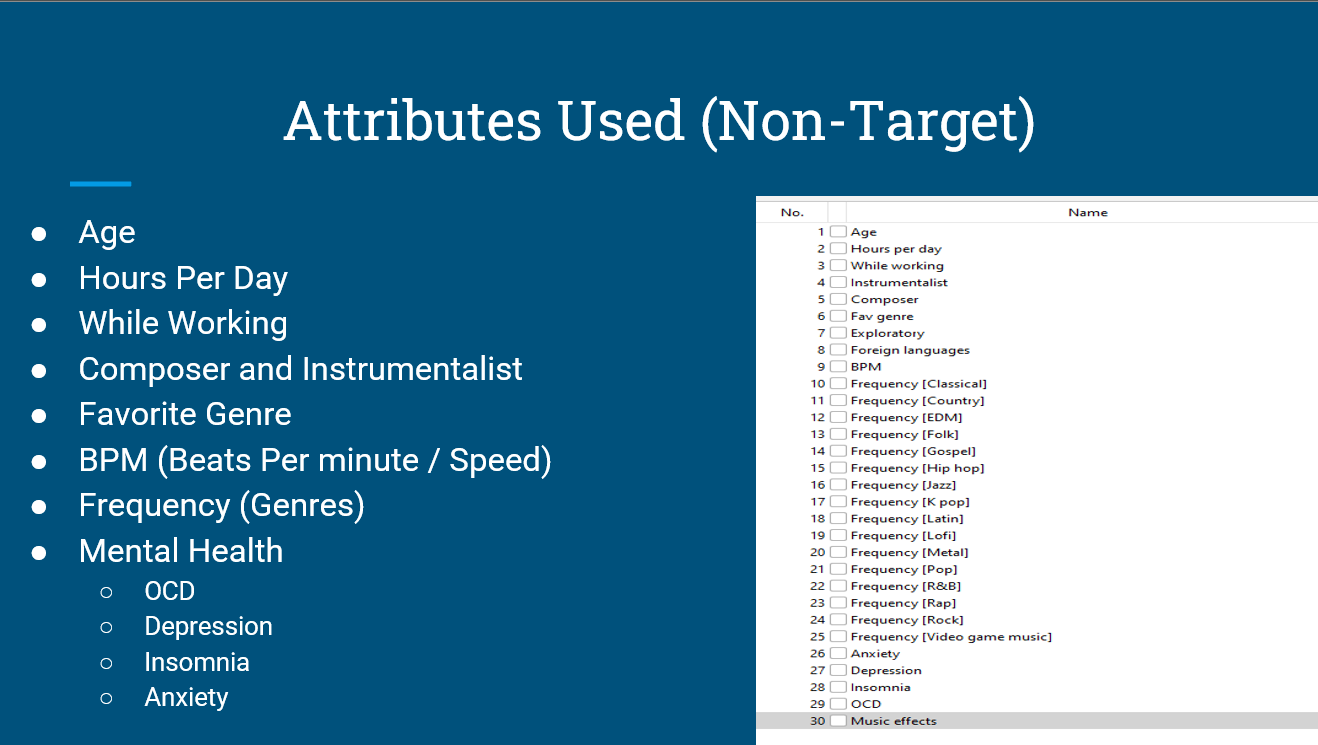 Attributes Used (Non-Target)
● Age
● Hours Per Day
● While Working
● Composer and Instrumentalist
● Favorite Genre
● BPM (Beats Per minute / Speed)
● Frequency (Genres)
● Mental Health
○ OCD
○ Depression
○ Insomnia
○ Anxiety
No. Name
1 Age
2 Hours per day
3 While working
4 Instrumentalist
5 Composer
6 Fav genre
7 Exploratory
8 Foreign languages
9 BPM
10 Frequency [Classical]
11 Frequency [Country]
12 Frequency [EDM]
13 Frequency [Folk]
14 Frequency [Gospel]
15 Frequency [Hip hop]
16 Frequency [Jazz]
17 Frequency [K pop]
18 Frequency [Latin]
19 Frequency [Lofi]
20 Frequency [Metal]
21 Frequency [Pop]
22 Frequency [R&B]
23 Frequency [Rap]
24 Frequency [Rock]
25 Frequency [Video game music]
26 Anxiety
27 Depression
28 Insomnia
29 OCD
30 Music effects